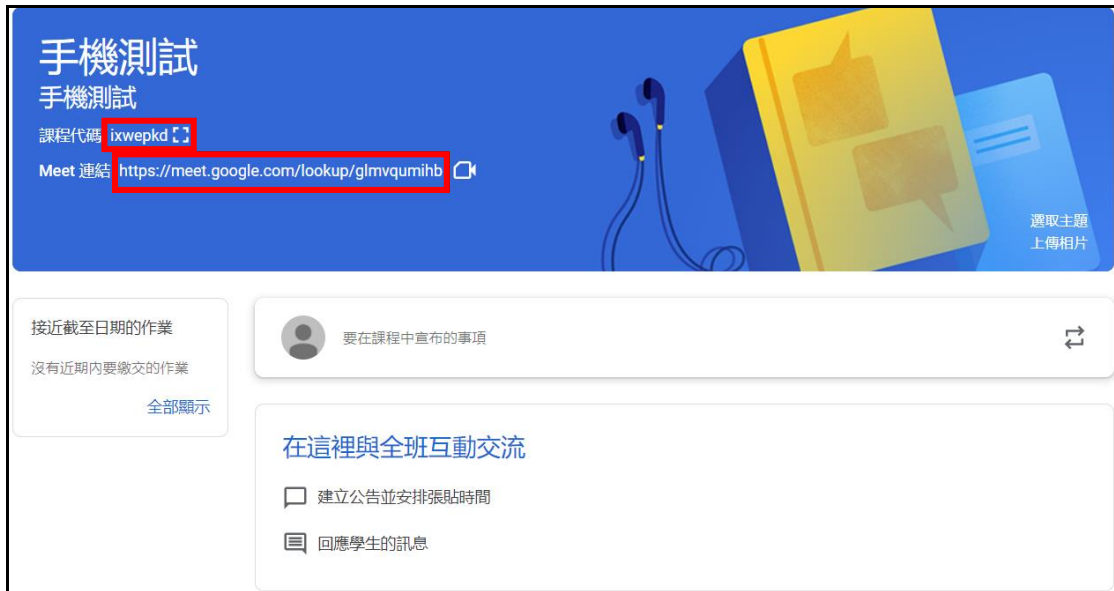 手機測試
手機測試
課程代碼 ixwepkd
Meet 連結 https://meet.google.com/lookup/glmvqumihb
選取主題
上傳相片
接近截至日期的作業
沒有近期內要繳交的作業
全部顯示
要在課程中宣布的事項
在這裡與全班互動交流
建立公告並安排張貼時間
回應學生的訊息